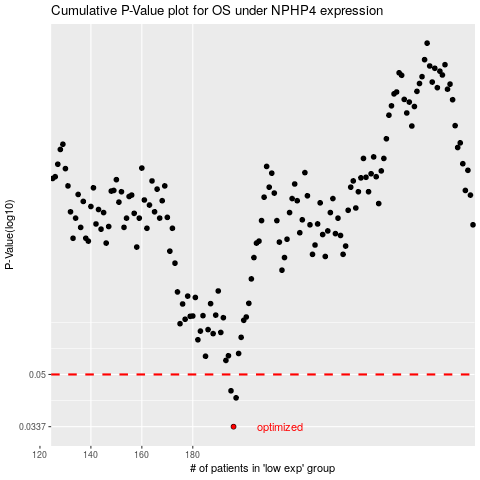 Cumulative P-Value plot for OS under NPHP4 expression
P-Value(log10)
0.05
0.0337
optimized
120 140 160 180
# of patients in 'low exp' group